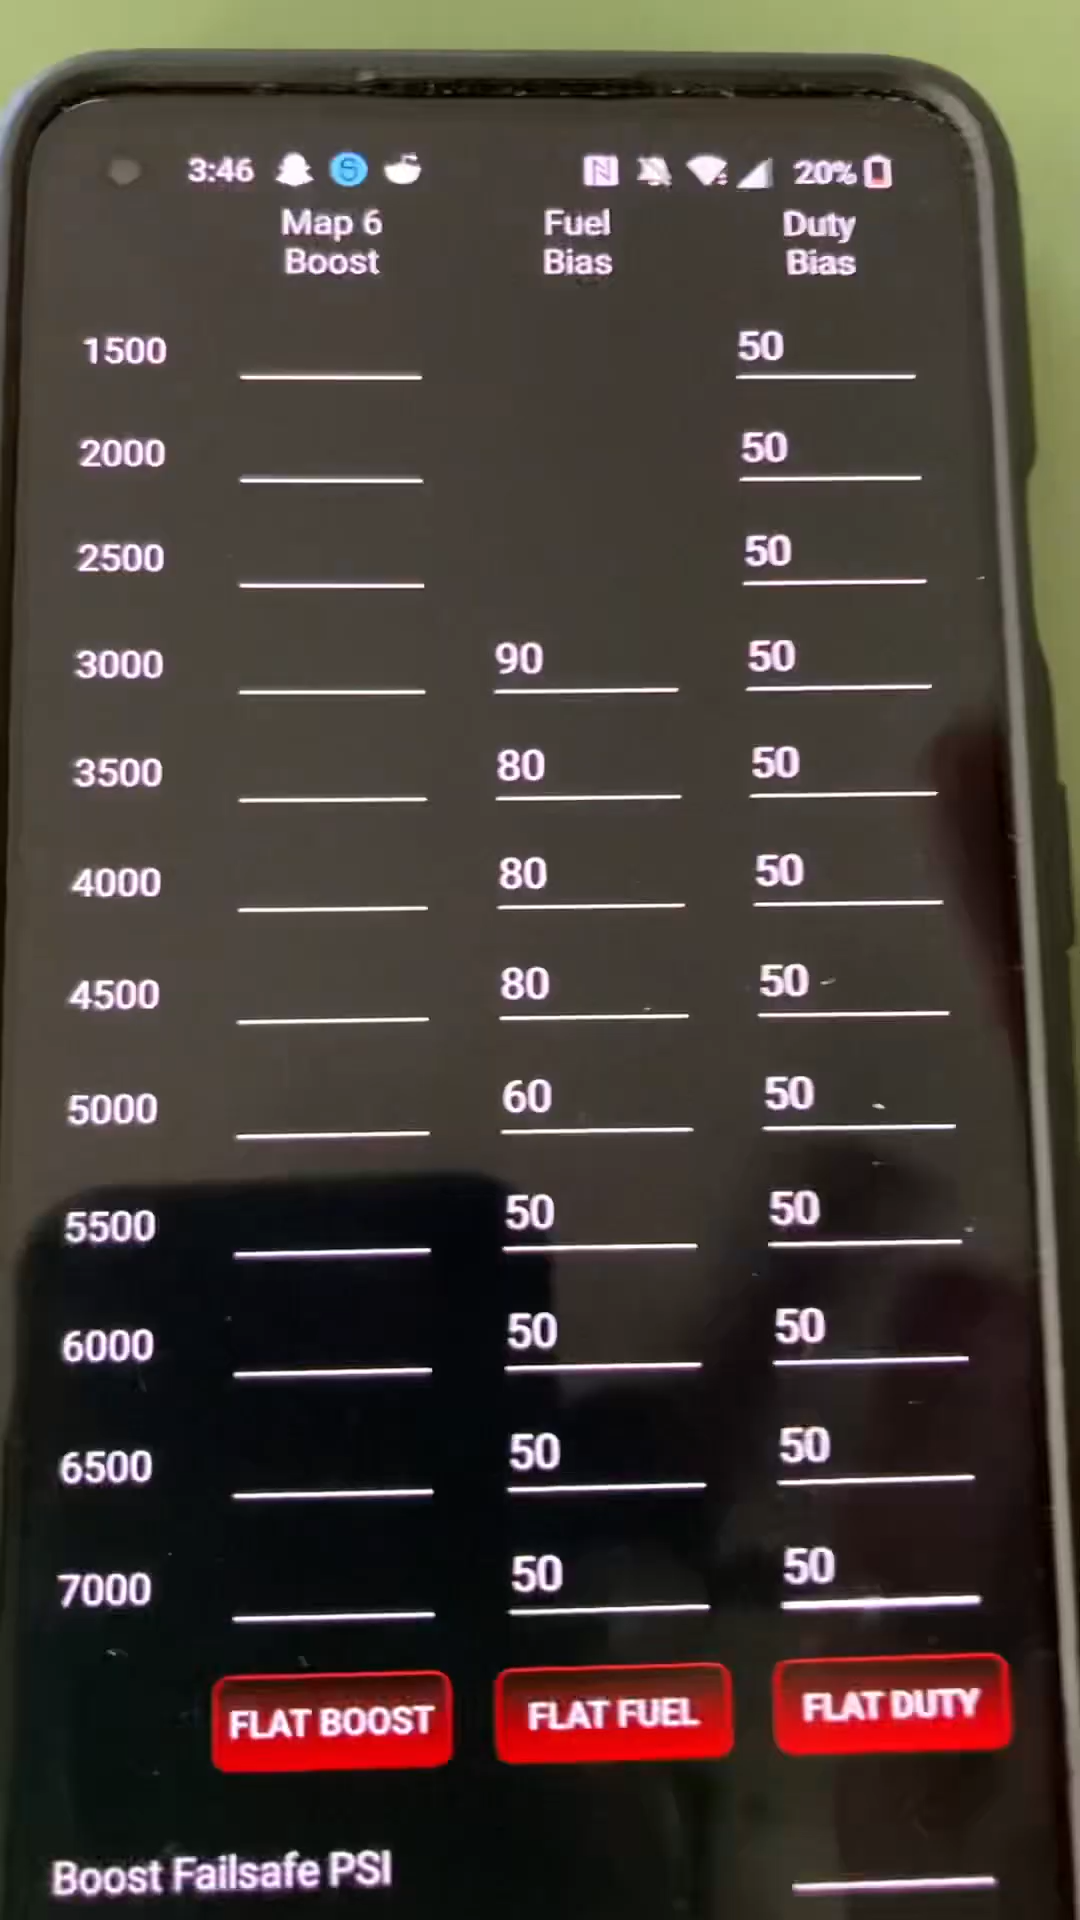 3:46 S N 20%
Map 6 Boost Fuel Bias Duty Bias
1500 50
2000 50
2500 50
3000 90 50
3500 80 50
4000 80 50
4500 80 50
5000 60 50
5500 50 50
6000 50 50
6500 50 50
7000 50 50
FLAT BOOST FLAT FUEL FLAT DUTY
Boost Failsafe PSI